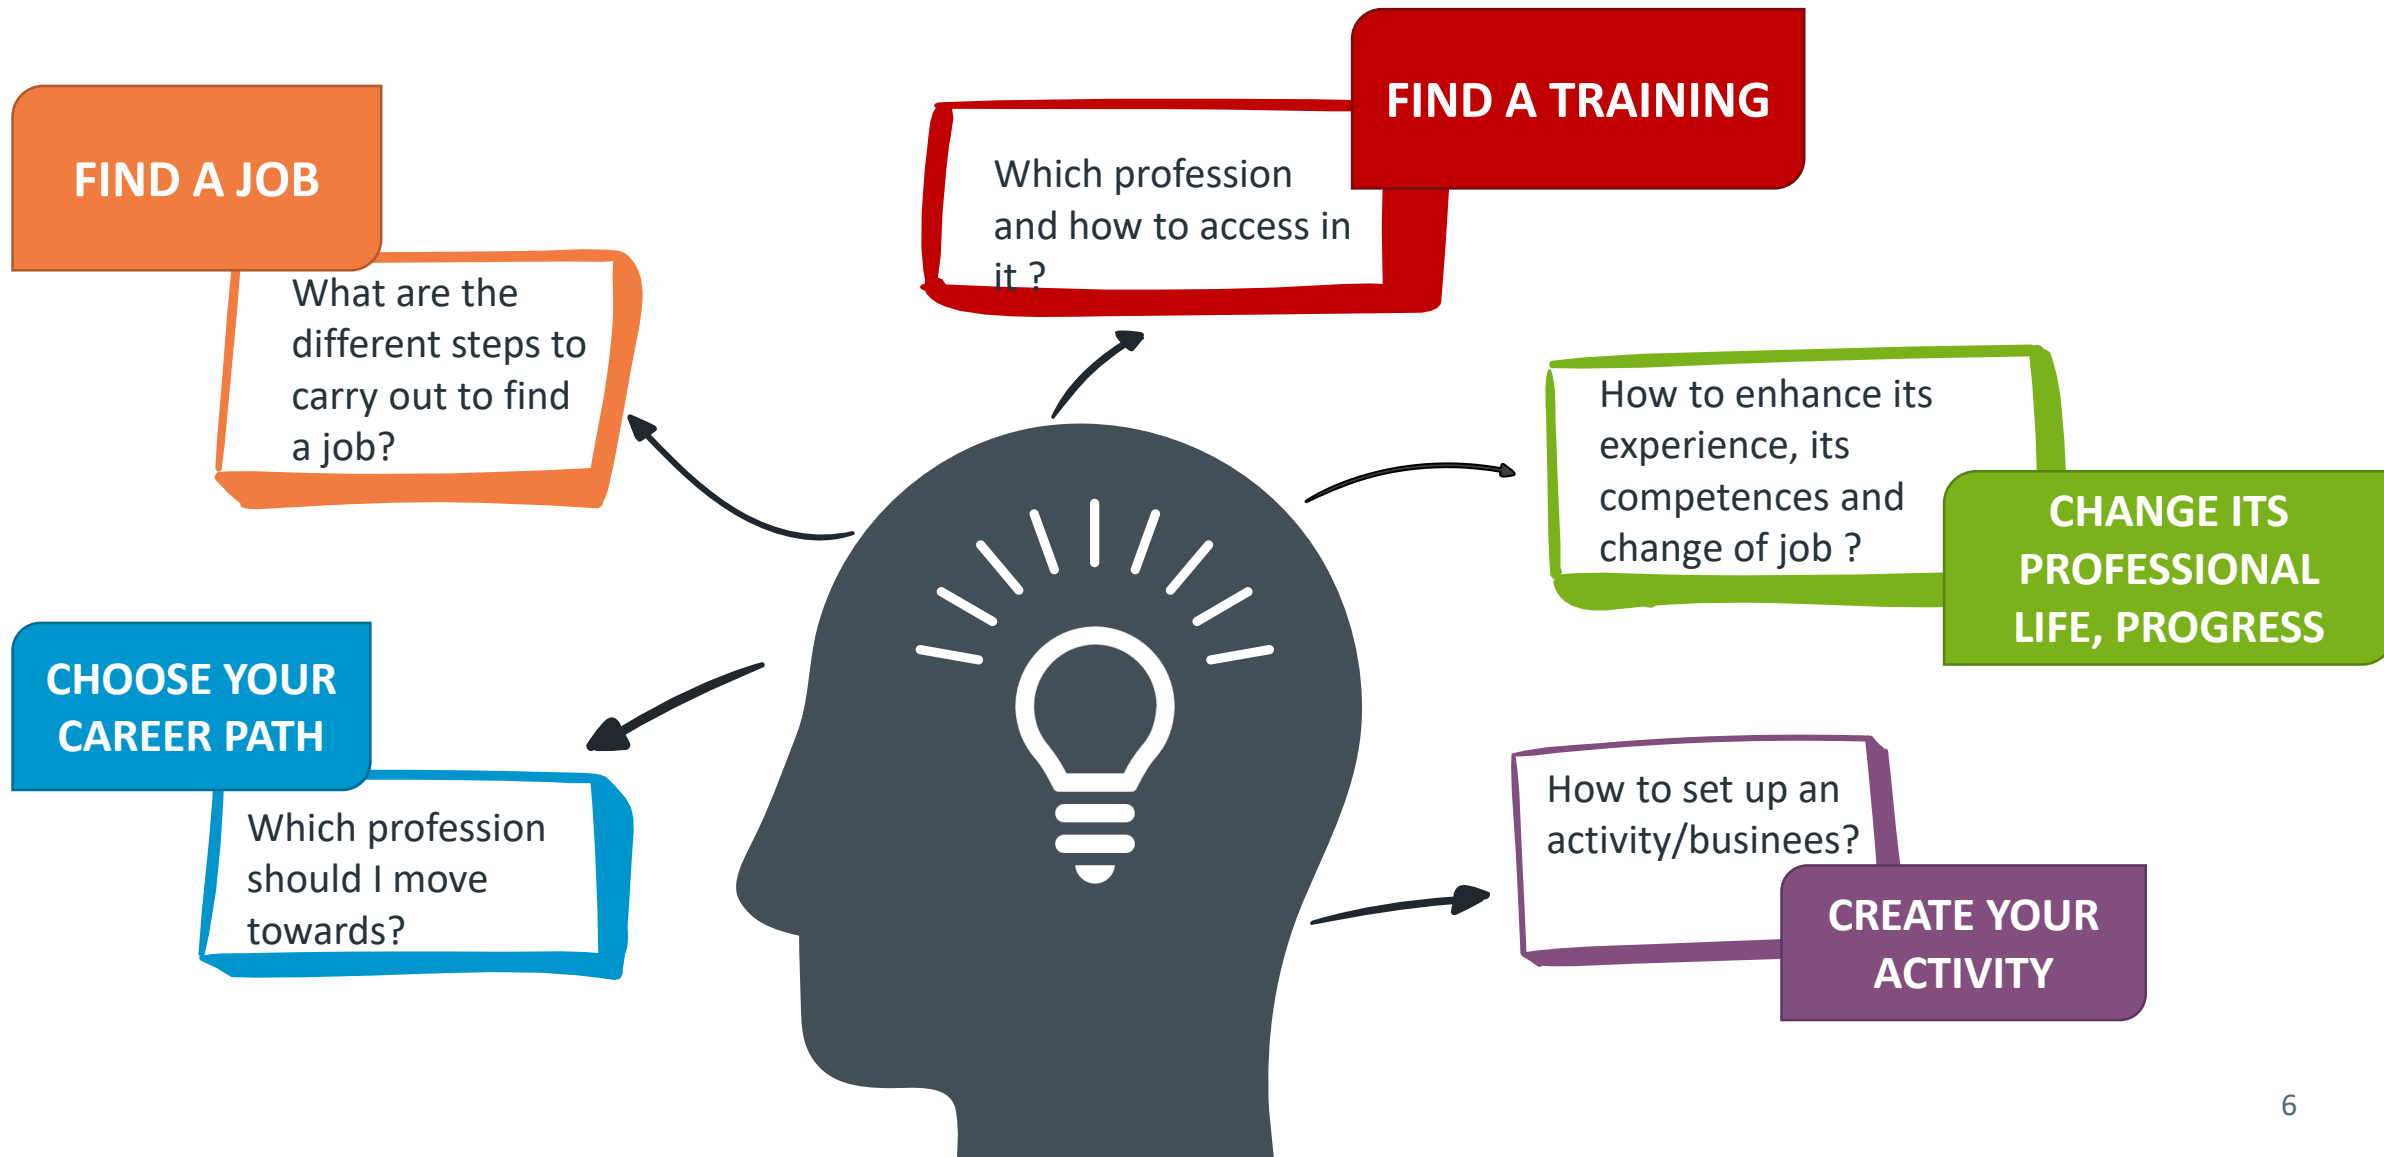 FIND A JOB
What are the
different steps to
carry out to find
a job?
FIND A TRAINING
Which profession
and how to access in
it ?
How to enhance its
experience, its
competences and
change of job ?
CHANGE ITS
PROFESSIONAL
LIFE, PROGRESS
CHOOSE YOUR
CAREER PATH
Which profession
should I move
towards?
How to set up an
activity/businees?
CREATE YOUR
ACTIVITY
6